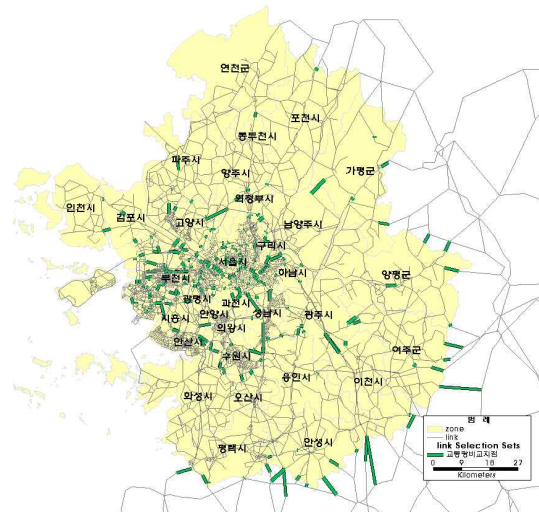 연천군
포천시
동두천시
파주시
양주시
가평군
의정부시
인천시
김포시
고양시
남양주시
구리시
서울시
하남시
부천시
양평군
광명시
과천시
시흥시
안양시
성남시
광주시
의왕시
안산시
수원시
여주군
용인시
이천시
화성시
오산시
평택시
안성시
범 례
zone
link
link Selection Sets
교통량비교지점
0 9 18 27
Kilometers